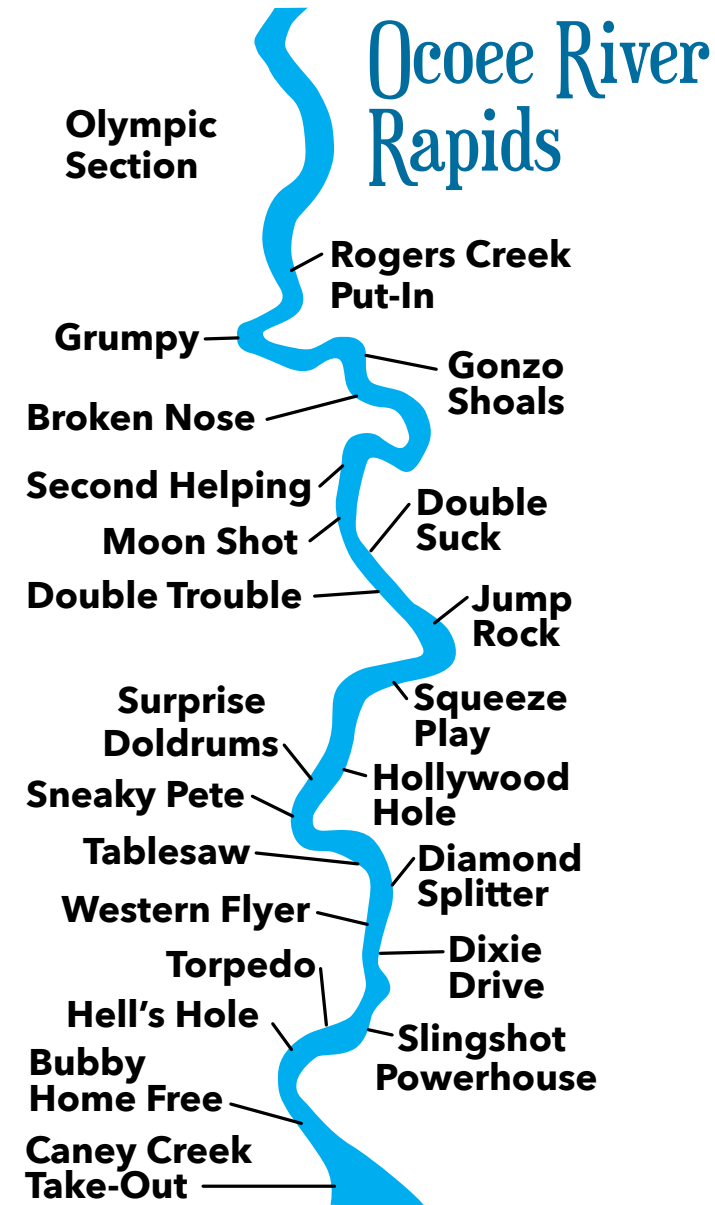 Ocoee River
Rapids
Olympic
Section
Rogers Creek
Put-In
Grumpy
Gonzo
Shoals
Broken Nose
Second Helping
Double
Suck
Moon Shot
Double Trouble
Jump
Rock
Squeeze
Play
Surprise
Doldrums
Hollywood
Hole
Sneaky Pete
Tablesaw
Diamond
Splitter
Western Flyer
Dixie
Drive
Torpedo
Hell's Hole
Slingshot
Powerhouse
Bubby
Home Free
Caney Creek
Take-Out